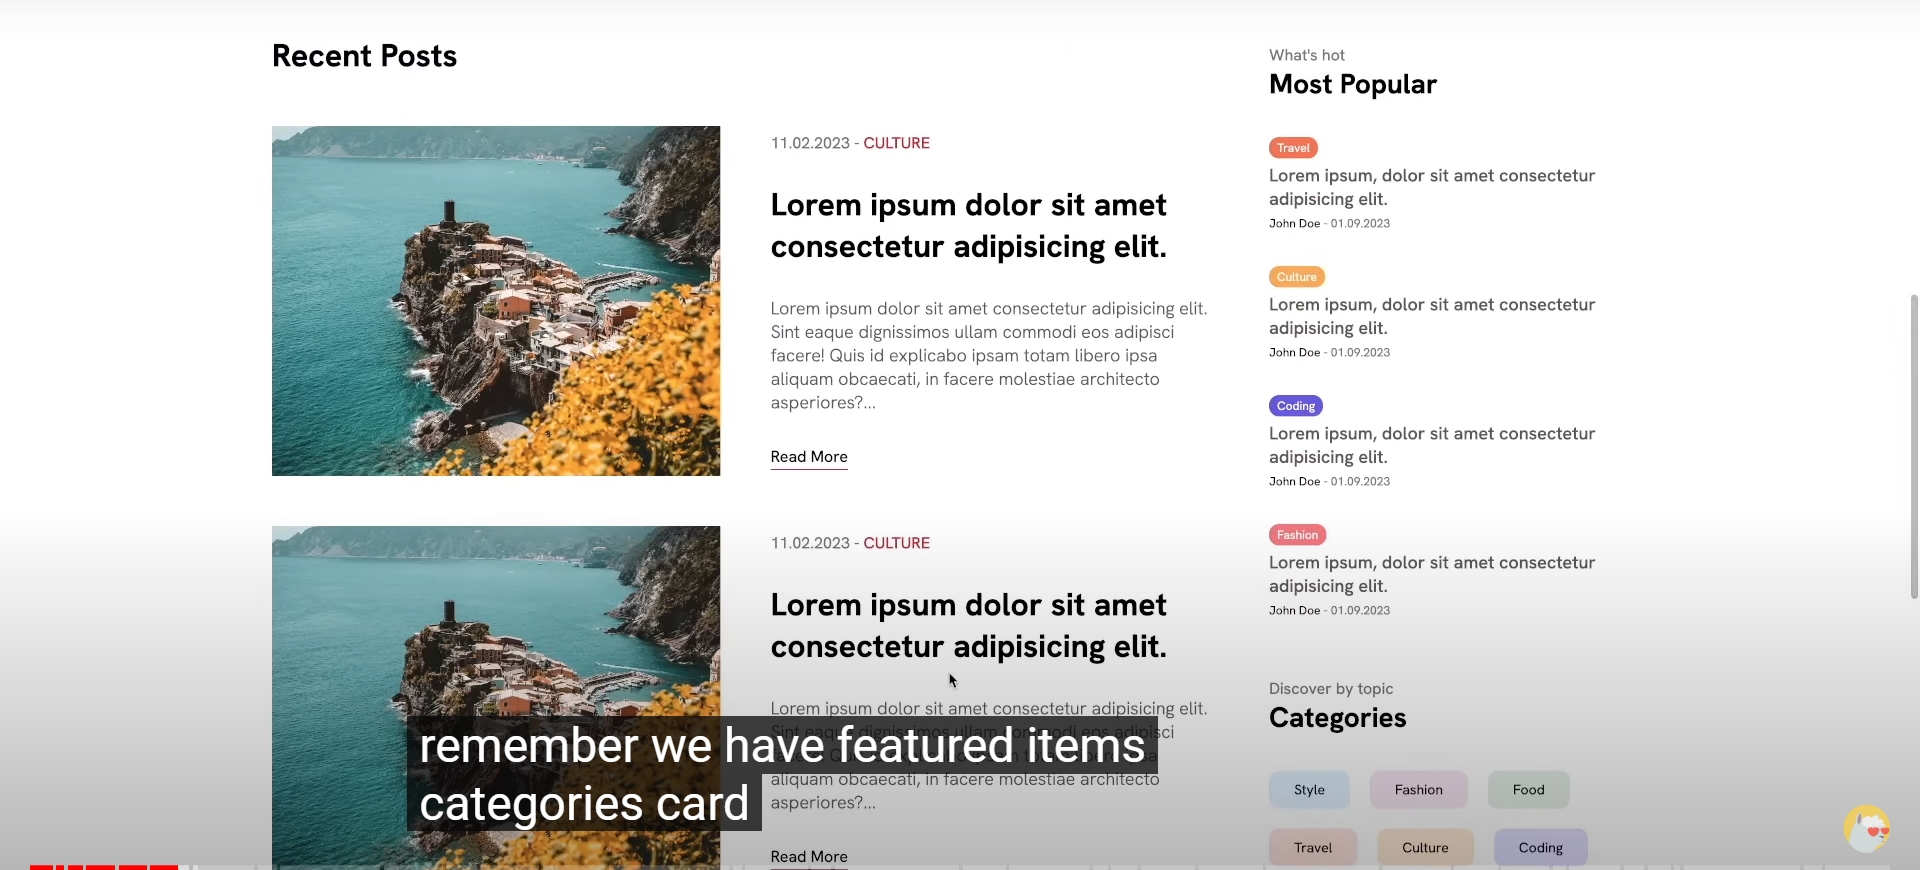 Recent Posts
11.02.2023 - CULTURE
Lorem ipsum dolor sit amet
consectetur adipisicing elit.
Lorem ipsum dolor sit amet consectetur adipisicing elit.
Sint eaque dignissimos ullam commodi eos adipisci
facere! Quis id explicabo ipsam totam libero ipsa
aliquam obcaecati, in facere molestiae architecto
asperiores?...
Read More
11.02.2023 - CULTURE
Lorem ipsum dolor sit amet
consectetur adipisicing elit.
Lorem ipsum dolor sit amet consectetur adipisicing elit.
aliquam obcaecati, in facere molestiae architecto
asperiores?...
Read More
remember we have featured items
categories card
What's hot
Most Popular
Travel
Lorem ipsum, dolor sit amet consectetur
adipisicing elit.
John Doe - 01.09.2023
Culture
Lorem ipsum, dolor sit amet consectetur
adipisicing elit.
John Doe - 01.09.2023
Coding
Lorem ipsum, dolor sit amet consectetur
adipisicing elit.
John Doe - 01.09.2023
Fashion
Lorem ipsum, dolor sit amet consectetur
adipisicing elit.
John Doe - 01.09.2023
Discover by topic
Categories
Style Fashion Food
Travel Culture Coding